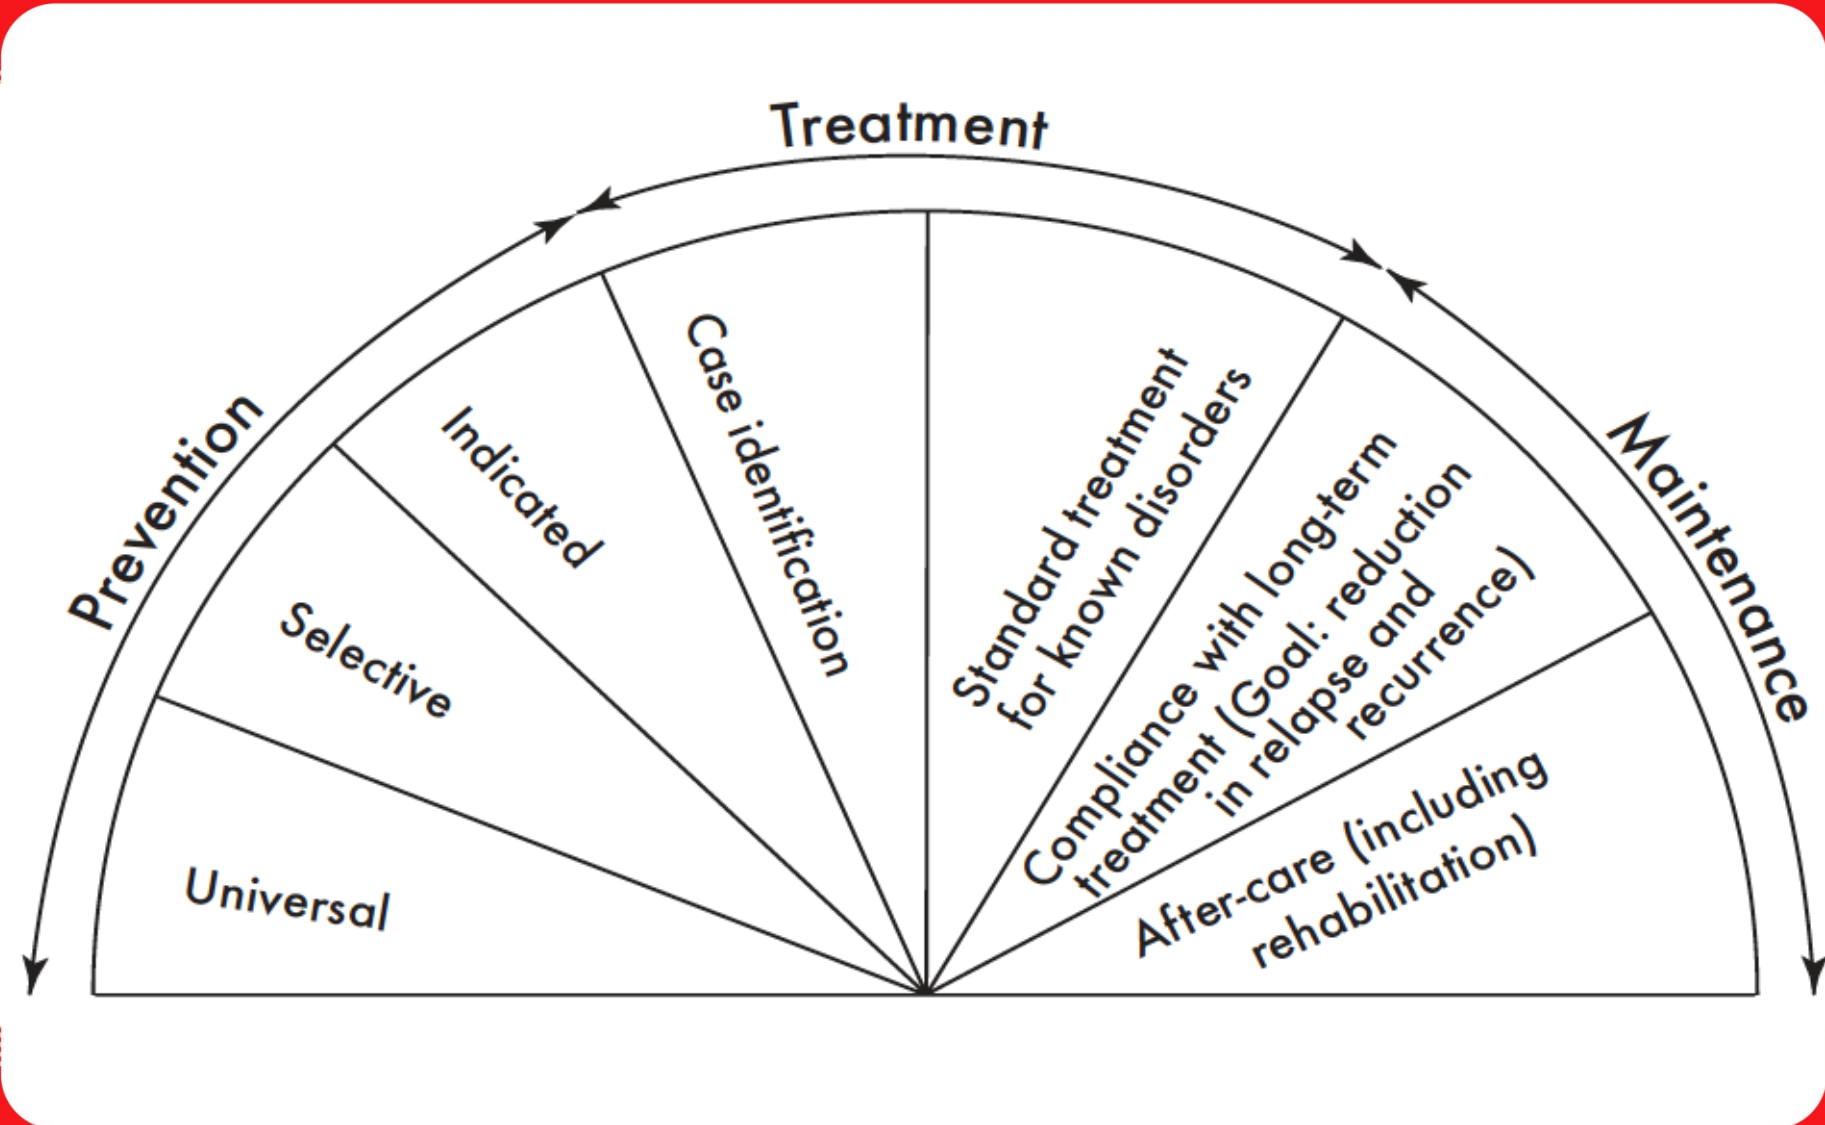 Treatment
Prevention
Maintenance
Universal
Selective
Indicated
Case identification
Standard treatment
for known disorders
Compliance with long-term
treatment (Goal: reduction
in relapse and
recurrence)
After-care (including
rehabilitation)